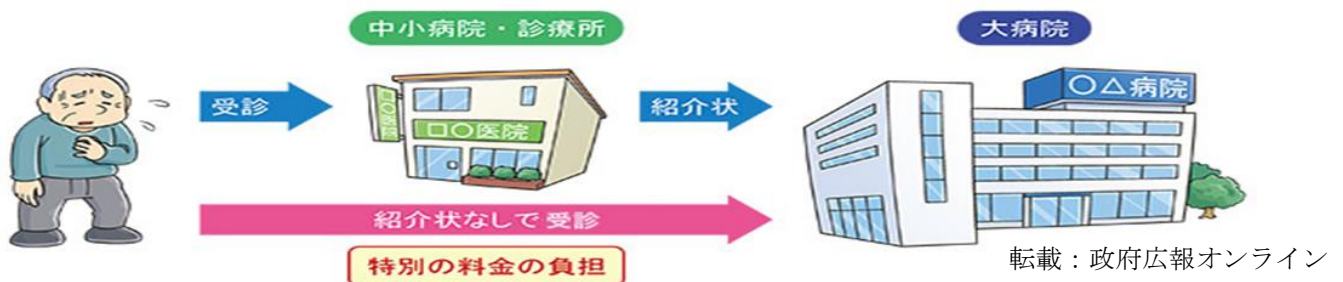 中小病院・診療所
大病院
受診
紹介状
○△病院
□○医院
□○医院
紹介状なしで受診
特別の料金の負担
転載：政府広報オンライン